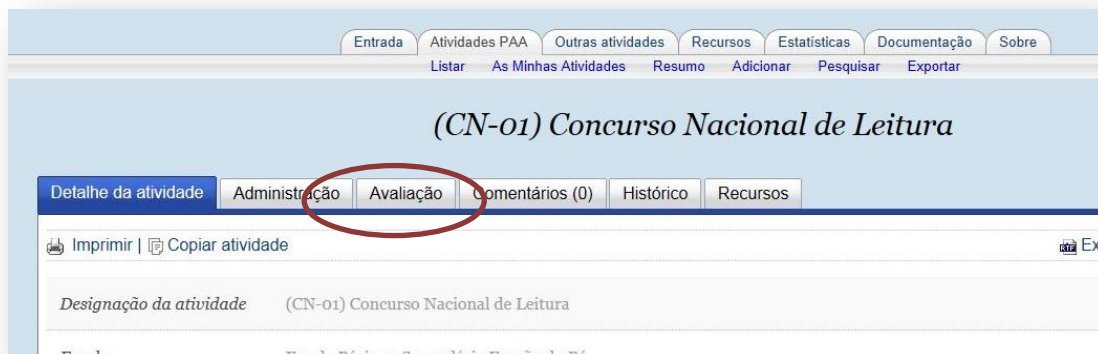 Entrada Atividades PAA Outras atividades Recursos Estatísticas Documentação Sobre
Listar As Minhas Atividades Resumo Adicionar Pesquisar Exportar
(CN-01) Concurso Nacional de Leitura
Detalhe da atividade Administração Avaliação Comentários (0) Histórico Recursos
Imprimir | Copiar atividade Ex
Designação da atividade (CN-01) Concurso Nacional de Leitura